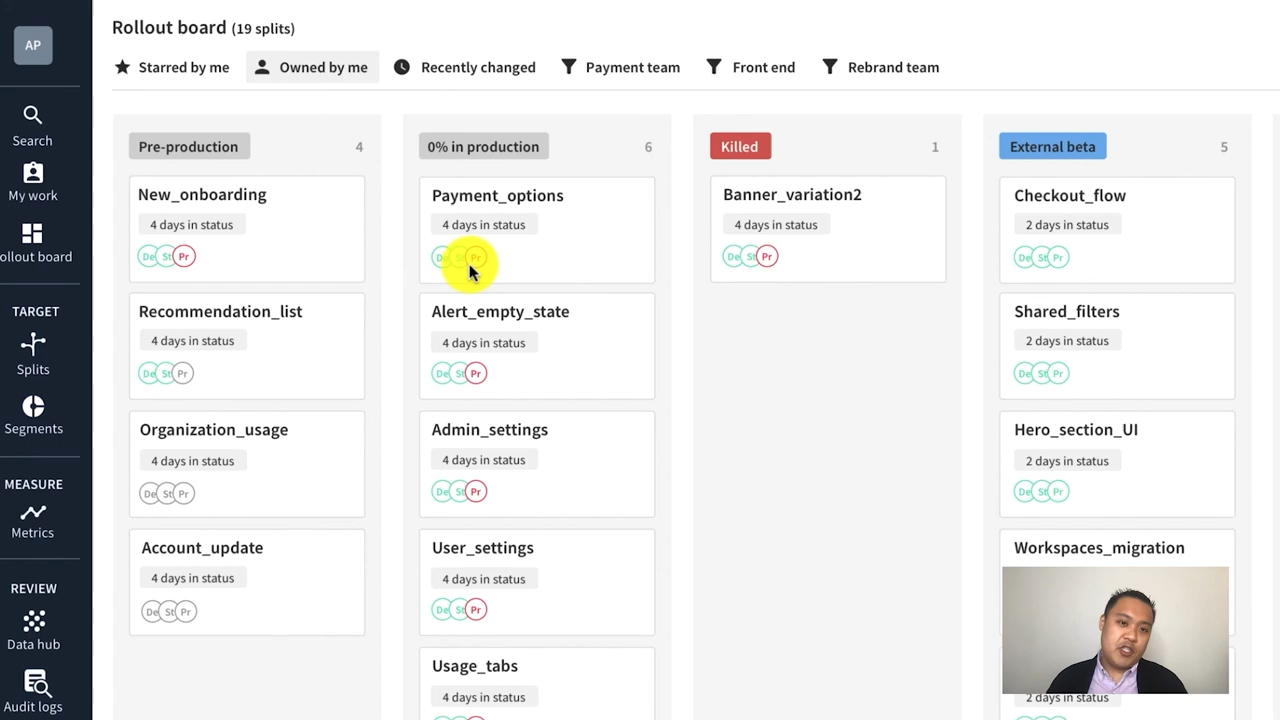 AP
Search
My work
ollout board
TARGET
Splits
Segments
MEASURE
Metrics
REVIEW
Data hub
Audit logs
Rollout board (19 splits)
Starred by me
Owned by me
Recently changed
Payment team
Front end
Rebrand team
Pre-production 4
New_onboarding
4 days in status
De St Pr
Recommendation_list
4 days in status
De St Pr
Organization_usage
4 days in status
De St Pr
Account_update
4 days in status
De St Pr
0% in production 6
Payment_options
4 days in status
De St Pr
Alert_empty_state
4 days in status
De St Pr
Admin_settings
4 days in status
De St Pr
User_settings
4 days in status
De St Pr
Usage_tabs
4 days in status
Killed 1
Banner_variation2
4 days in status
De St Pr
External beta 5
Checkout_flow
2 days in status
De St Pr
Shared_filters
2 days in status
De St Pr
Hero_section_UI
2 days in status
De St Pr
Workspaces_migration
2 days in status